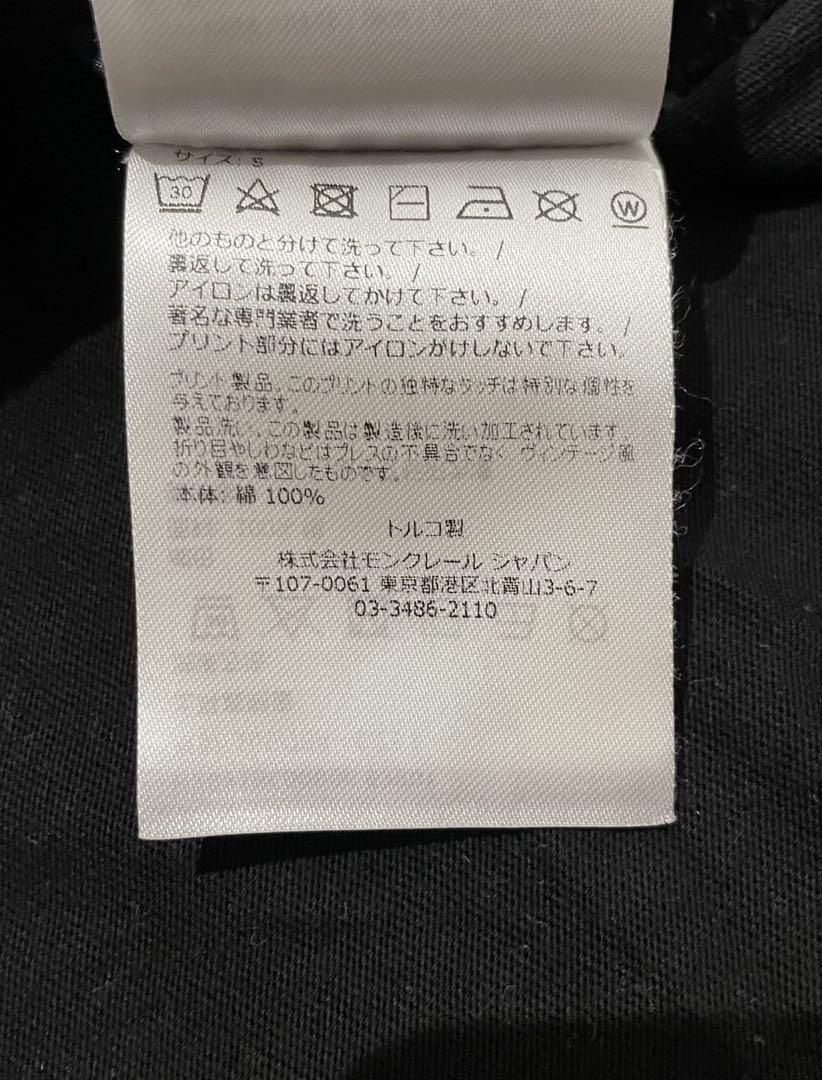 サイズ: S
30 W
他のものと分けて洗って下さい。 /
裏返して洗って下さい。 /
アイロンは裏返してかけて下さい。 /
著名な専門業者で洗うことをおすすめします。 /
プリント部分にはアイロンがけしないで下さい。
プリント製品。このプリントの独特なタッチは特別な個性を
与えております。
製品洗い。この製品は製造後に洗い加工されています
折り目やしわなどはプレスの不具合でなく ヴィンテージ風
の外観を意図したものです。
本体: 綿 100%
トルコ製
株式会社モンクレール ジャパン
〒107-0061 東京都港区北青山3-6-7
03-3486-2110